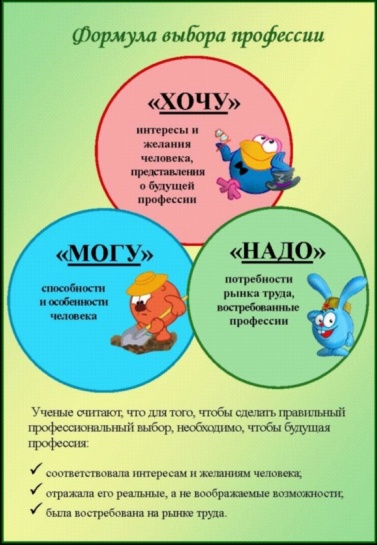 Формула выбора профессии
«ХОЧУ»
интересы и
желания
человека,
представления
о будущей
профессии
«МОГУ»
способности
и особенности
человека
«НАДО»
потребности
рынка труда,
востребованные
профессии
Ученые считают, что для того, чтобы сделать правильный
профессиональный выбор, необходимо, чтобы будущая
профессия:
✓ соответствовала интересам и желаниям человека;
✓ отражала его реальные, а не воображаемые возможности;
✓ была востребована на рынке труда.